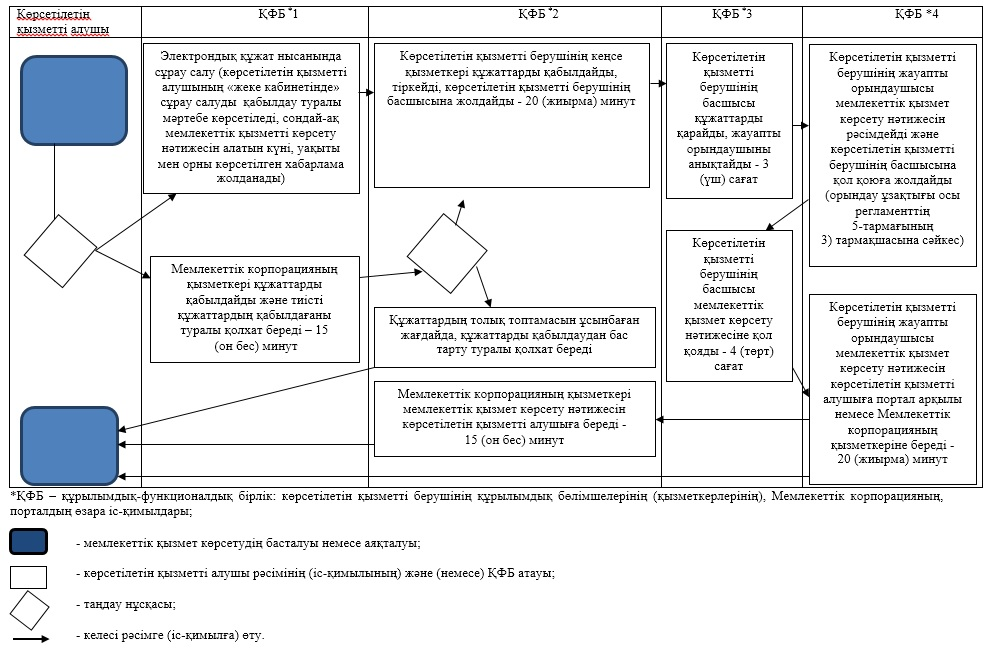 Көрсетілетін
қызметті алушы
ҚФБ *1
ҚФБ *2
ҚФБ *3
ҚФБ *4
Электрондық құжат нысанында
сұрау салу (көрсетілетін қызметті
алушының «жеке кабинетінде»
сұрау салуды қабылдау туралы
мәртебе көрсетіледі, сондай-ақ
мемлекеттік қызметті көрсету
нәтижесін алатын күні, уақыты
мен орны көрсетілген хабарлама
жолданады)
Мемлекеттік корпорацияның
қызметкері құжаттарды
қабылдайды және тиісті
құжаттардың қабылдағаны
туралы қолхат береді – 15
(он бес) минут
Көрсетілетін қызметті берушінің кеңсе
қызметкері құжаттарды қабылдайды,
тіркейді, көрсетілетін қызметті берушінің
басшысына жолдайды - 20 (жиырма) минут
Құжаттардың толық топтамасын ұсынбаған
жағдайда, құжаттарды қабылдаудан бас
тарту туралы қолхат береді
Мемлекеттік корпорацияның қызметкері
мемлекеттік қызмет көрсету нәтижесін
көрсетілетін қызметті алушыға береді -
15 (он бес) минут
Көрсетілетін
қызметті
берушінің
басшысы
құжаттарды
қарайды, жауапты
орындаушыны
анықтайды - 3
(үш) сағат
Көрсетілетін
қызметті
берушінің
басшысы
мемлекеттік
қызмет көрсету
нәтижесіне қол
қояды - 4 (төрт)
сағат
Көрсетілетін қызметті
берушінің жауапты
орындаушысы
мемлекеттік қызмет
көрсету нәтижесін
рәсімдейді және
көрсетілетін қызметті
берушінің басшысына
қол қоюға жолдайды
(орындау ұзақтығы осы
регламенттің
5-тармағының
3) тармақшасына сәйкес)
Көрсетілетін қызметті
берушінің жауапты
орындаушысы
мемлекеттік қызмет
көрсету нәтижесін
көрсетілетін қызметті
алушыға портал арқылы
немесе Мемлекеттік
корпорацияның
қызметкеріне береді -
20 (жиырма) минут
*ҚФБ – құрылымдық-функционалдық бірлік: көрсетілетін қызметті берушінің құрылымдық бөлімшелерінің (қызметкерлерінің), Мемлекеттік корпорацияның,
порталдың өзара іс-қимылдары;
- мемлекеттік қызмет көрсетудің басталуы немесе аяқталуы;
- көрсетілетін қызметті алушы рәсімінің (іс-қимылының) және (немесе) ҚФБ атауы;
- таңдау нұсқасы;
- келесі рәсімге (іс-қимылға) өту.